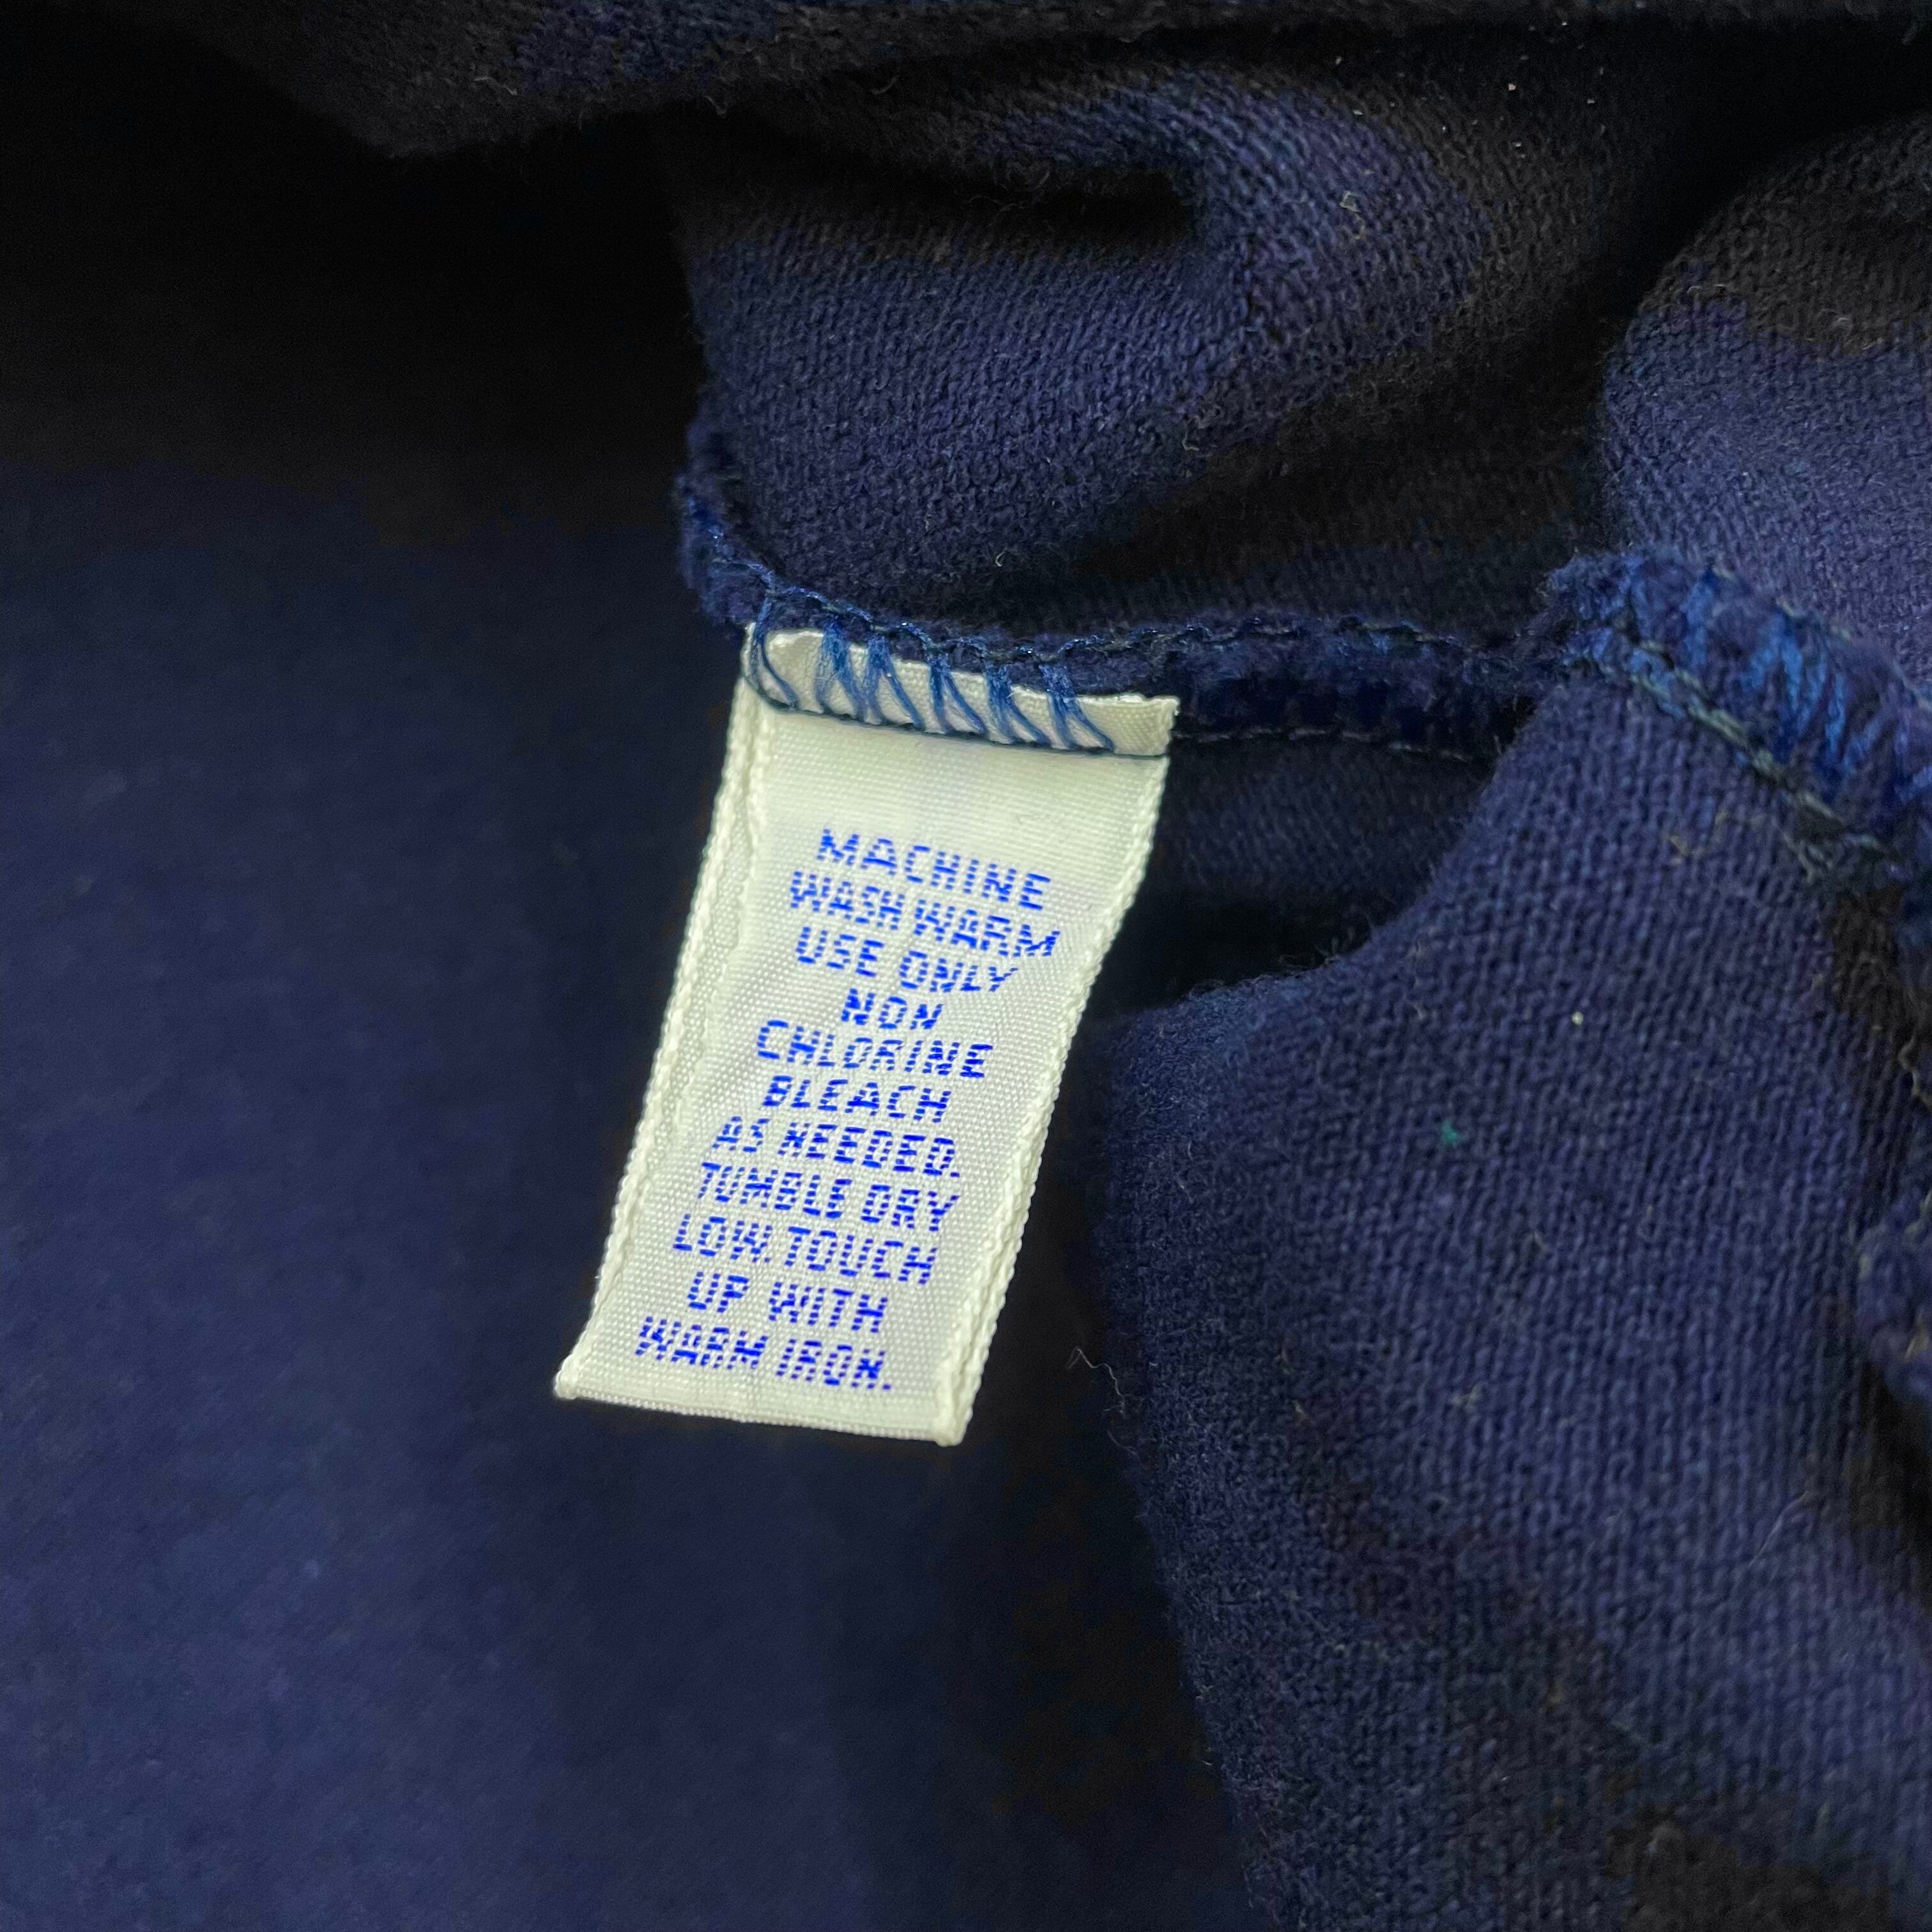 MACHINE
WASH WARM
USE ONLY
NON
CHLORINE
BLEACH
AS NEEDED.
TUMBLE DRY
LOW. TOUCH
UP WITH
WARM IRON.